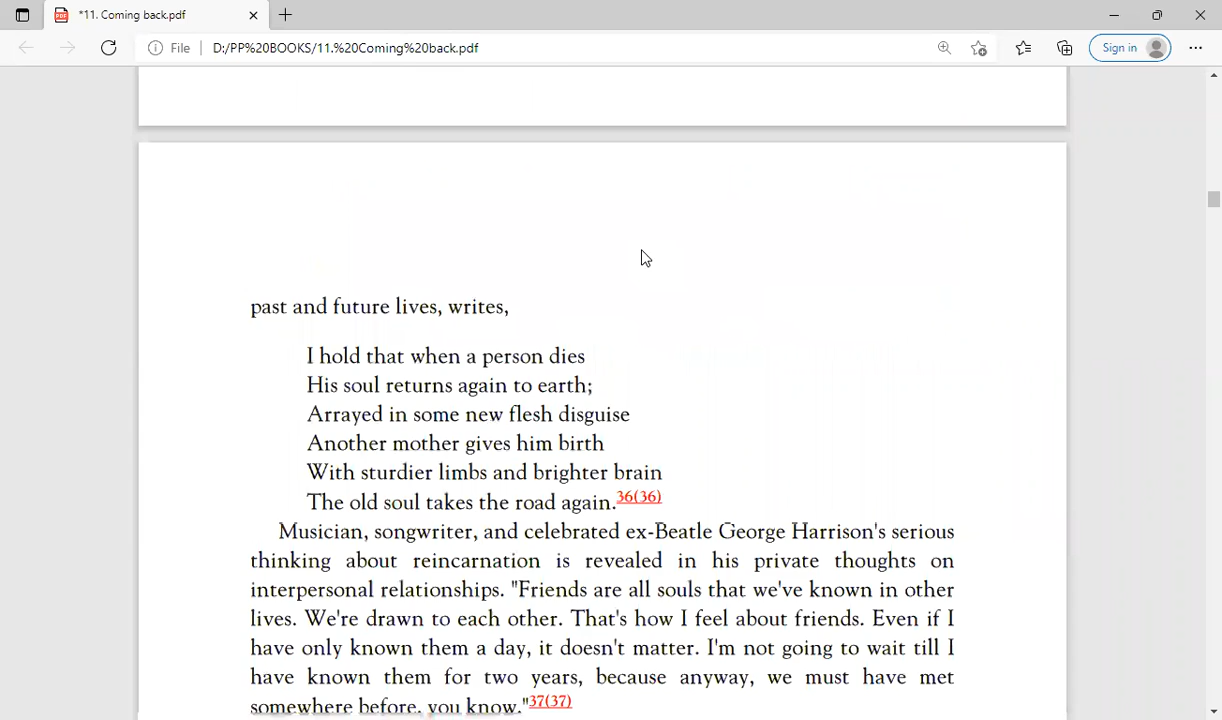 *11. Coming back.pdf
File D:/PP%20BOOKS/11.%20Coming%20back.pdf
Sign in
past and future lives, writes,
I hold that when a person dies
His soul returns again to earth;
Arrayed in some new flesh disguise
Another mother gives him birth
With sturdier limbs and brighter brain
The old soul takes the road again.36(36)
Musician, songwriter, and celebrated ex-Beatle George Harrison's serious
thinking about reincarnation is revealed in his private thoughts on
interpersonal relationships. "Friends are all souls that we've known in other
lives. We're drawn to each other. That's how I feel about friends. Even if I
have only known them a day, it doesn't matter. I'm not going to wait till I
have known them for two years, because anyway, we must have met
somewhere before, you know."37(37)